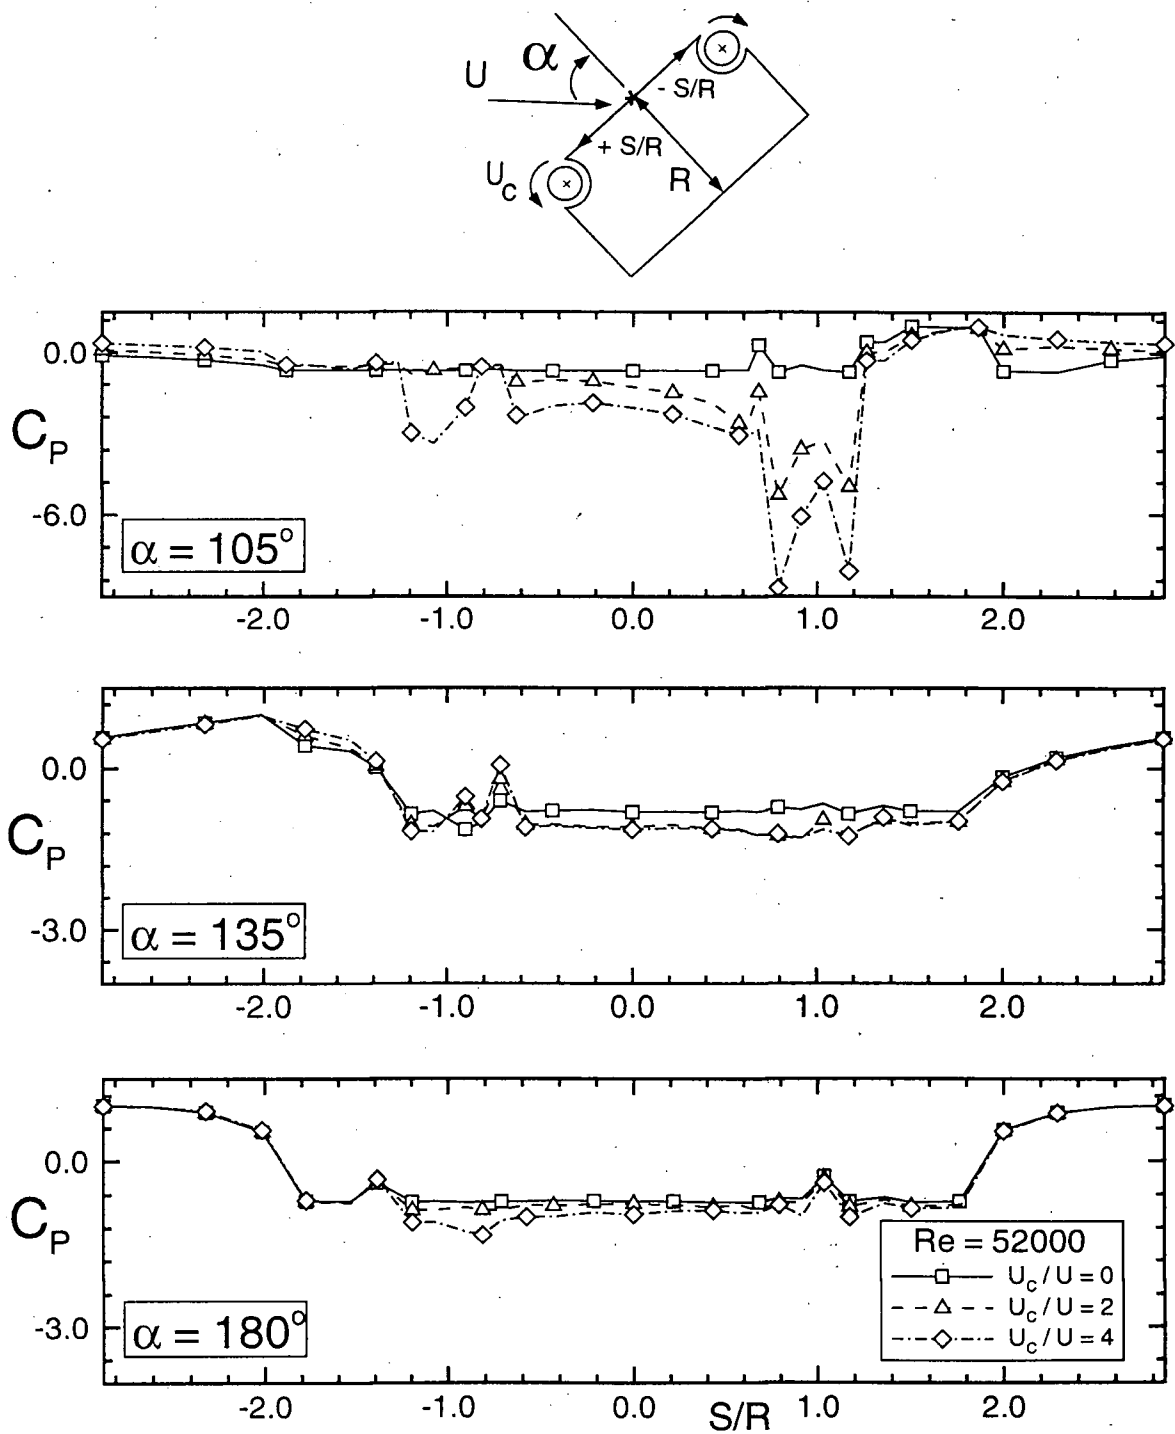 α
U
- S/R
+ S/R
U_c
R
0.0
C_P
-6.0
α = 105°
-2.0 -1.0 0.0 1.0 2.0
0.0
C_P
-3.0
α = 135°
-2.0 -1.0 0.0 1.0 2.0
0.0
C_P
-3.0
α = 180°
Re = 52000
U_c / U = 0
U_c / U = 2
U_c / U = 4
-2.0 -1.0 0.0 S/R 1.0 2.0